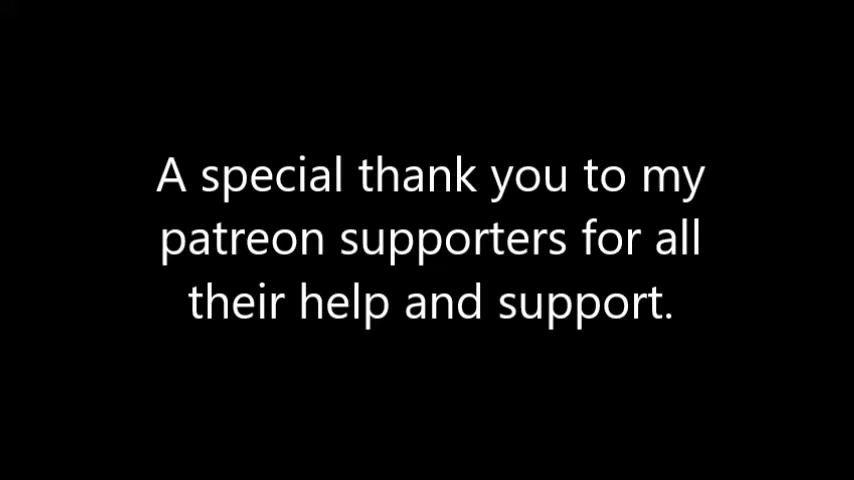 A special thank you to my
patreon supporters for all
their help and support.